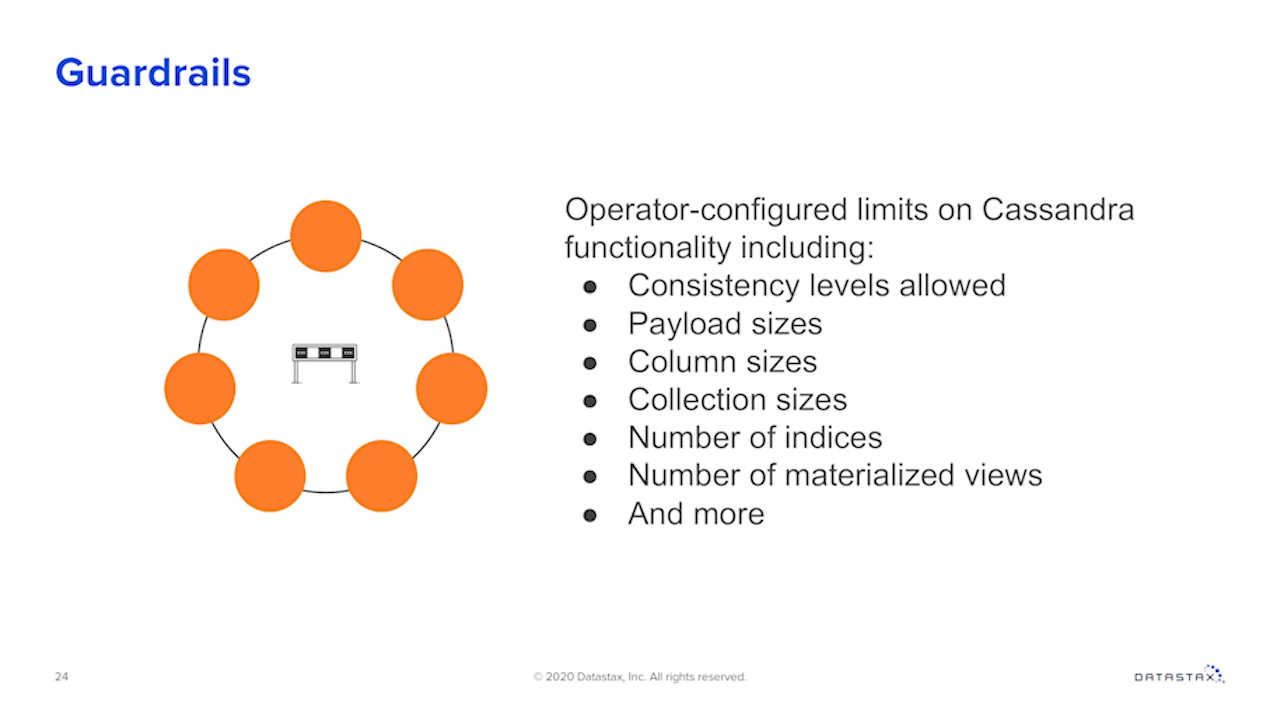 Guardrails
Operator-configured limits on Cassandra
functionality including:
● Consistency levels allowed
● Payload sizes
● Column sizes
● Collection sizes
● Number of indices
● Number of materialized views
● And more
24
© 2020 Datastax, Inc. All rights reserved.
DATASTAX